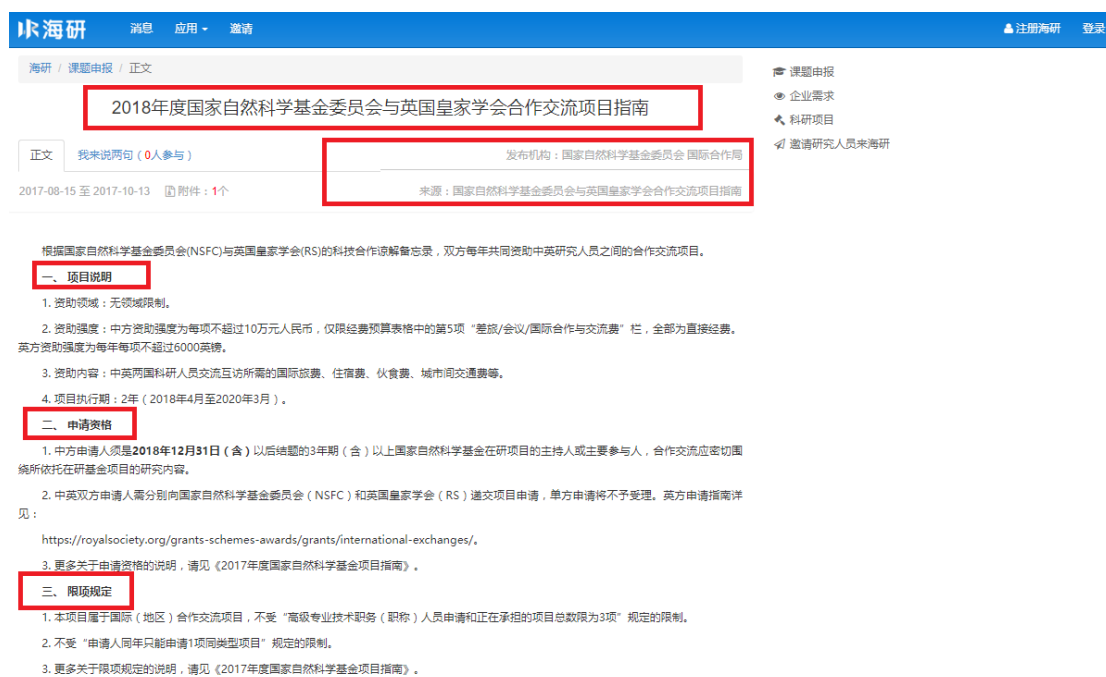 海研 消息 应用 邀请 注册海研 登录
海研 / 课题申报 / 正文
课题申报
企业需求
科研项目
邀请研究人员来海研
2018年度国家自然科学基金委员会与英国皇家学会合作交流项目指南
正文 我来说两句（0人参与） 发布机构：国家自然科学基金委员会 国际合作局
2017-08-15 至 2017-10-13 附件：1个 来源：国家自然科学基金委员会与英国皇家学会合作交流项目指南
根据国家自然科学基金委员会(NSFC)与英国皇家学会(RS)的科技合作谅解备忘录，双方每年共同资助中英研究人员之间的合作交流项目。
一、 项目说明
1. 资助领域：无领域限制。
2. 资助强度：中方资助强度为每项不超过10万元人民币，仅限经费预算表格中的第5项“差旅/会议/国际合作与交流费”栏，全部为直接经费。
英方资助强度为每年每项不超过6000英镑。
3. 资助内容：中英两国科研人员交流互访所需的国际旅费、住宿费、伙食费、城市间交通费等。
4. 项目执行期：2年（2018年4月至2020年3月）。
二、 申请资格
1. 中方申请人须是2018年12月31日（含）以后结题的3年期（含）以上国家自然科学基金在研项目的主持人或主要参与人，合作交流应密切围
绕所依托在研基金项目的研究内容。
2. 中英双方申请人需分别向国家自然科学基金委员会（NSFC）和英国皇家学会（RS）递交项目申请，单方申请将不予受理。英方申请指南详
见：
https://royalsociety.org/grants-schemes-awards/grants/international-exchanges/。
3. 更多关于申请资格的说明，请见《2017年度国家自然科学基金项目指南》。
三、 限项规定
1. 本项目属于国际（地区）合作交流项目，不受“高级专业技术职务（职称）人员申请和正在承担的项目总数限为3项”规定的限制。
2. 不受“申请人同年只能申请1项同类型项目”规定的限制。
3. 更多关于限项规定的说明，请见《2017年度国家自然科学基金项目指南》。